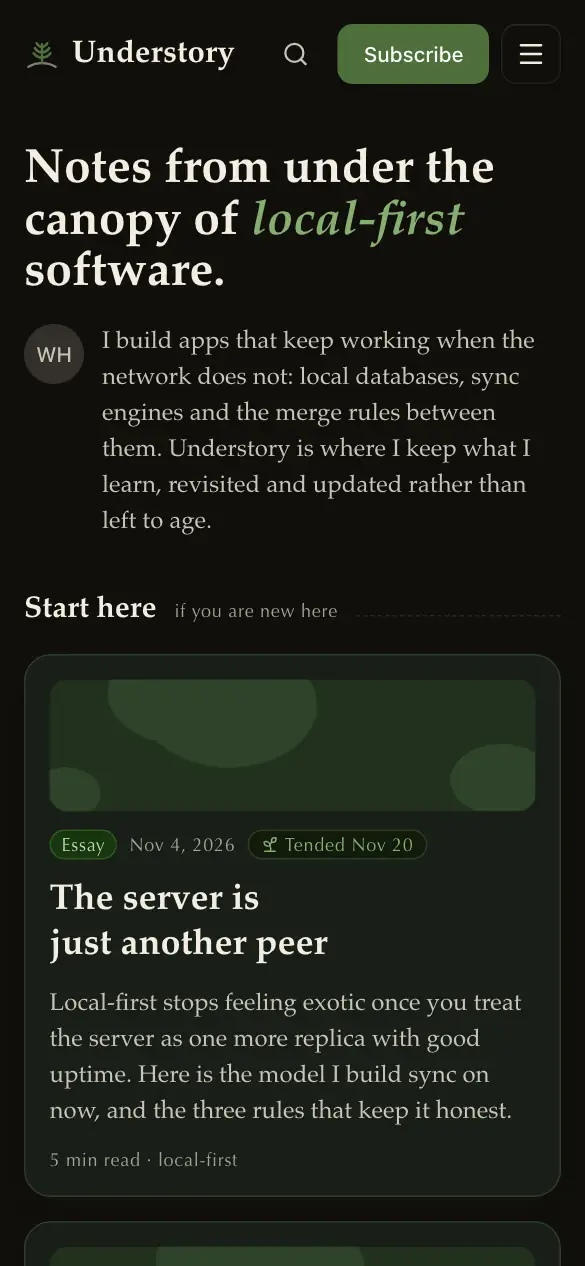 Understory
Subscribe
Notes from under the
canopy of local-first
software.
WH
I build apps that keep working when the
network does not: local databases, sync
engines and the merge rules between
them. Understory is where I keep what I
learn, revisited and updated rather than
left to age.
Start here if you are new here
Essay Nov 4, 2026 Tended Nov 20
The server is
just another peer
Local-first stops feeling exotic once you treat
the server as one more replica with good
uptime. Here is the model I build sync on
now, and the three rules that keep it honest.
5 min read · local-first